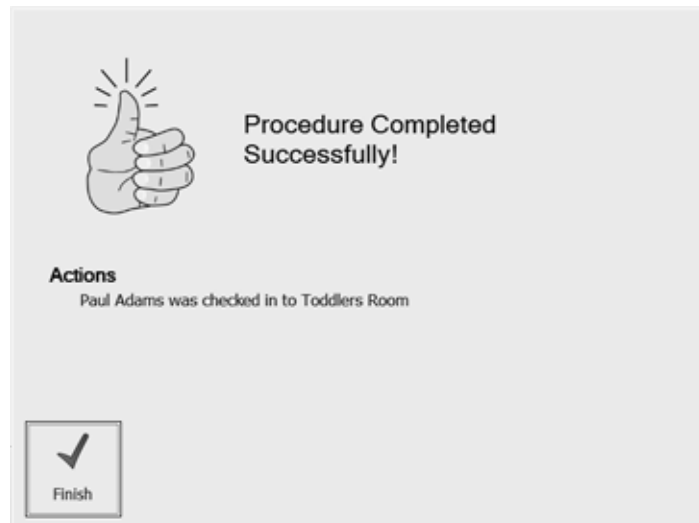 Procedure Completed
Successfully!
Actions
Paul Adams was checked in to Toddlers Room
Finish